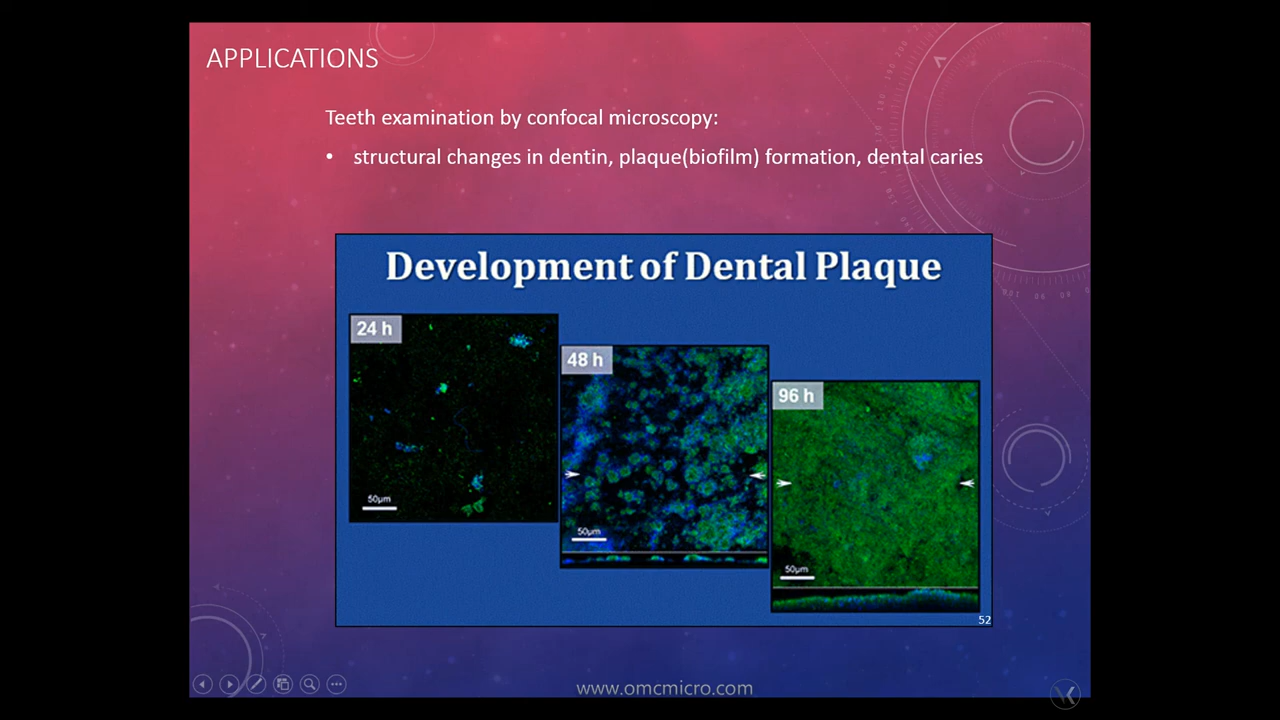 APPLICATIONS
Teeth examination by confocal microscopy:
• structural changes in dentin, plaque(biofilm) formation, dental caries
Development of Dental Plaque
24 h
48 h
96 h
50µm
50µm
50µm
52
www.omcmicro.com